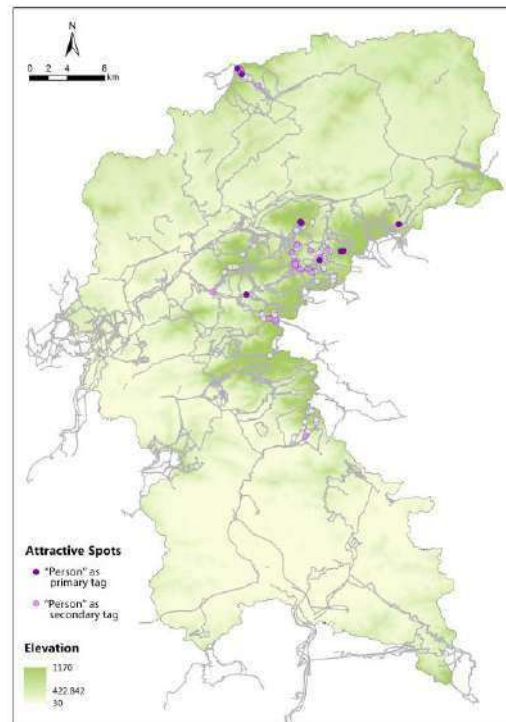 N
0 2 4 8
km
Attractive Spots
"Person" as
primary tag
"Person" as
secondary tag
Elevation
1170
422.842
30